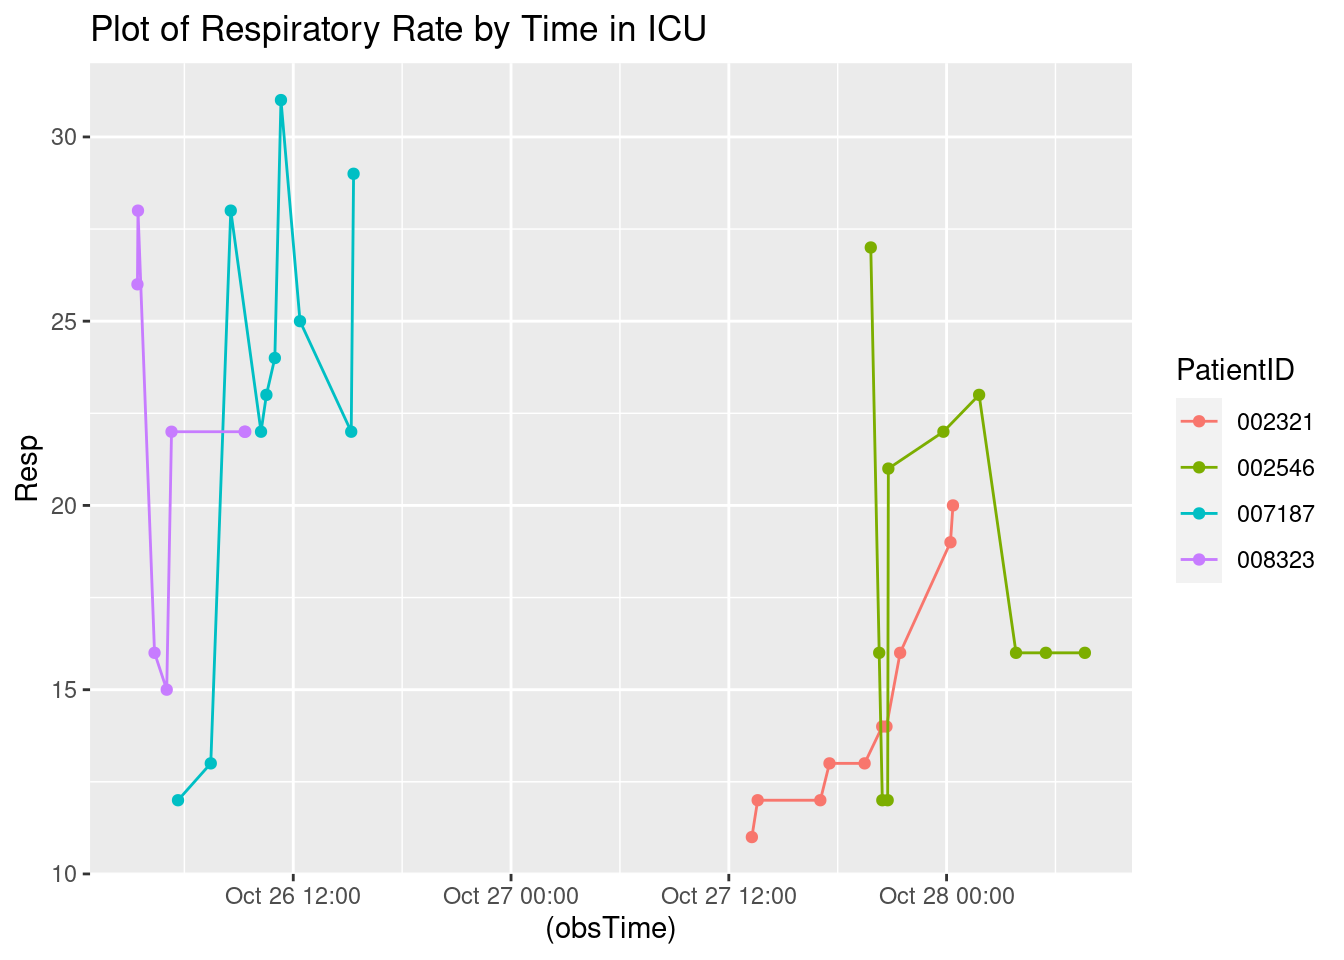 Plot of Respiratory Rate by Time in ICU
30
25
20
15
10
Resp
Oct 26 12:00
Oct 27 00:00
Oct 27 12:00
Oct 28 00:00
(obsTime)
PatientID
002321
002546
007187
008323